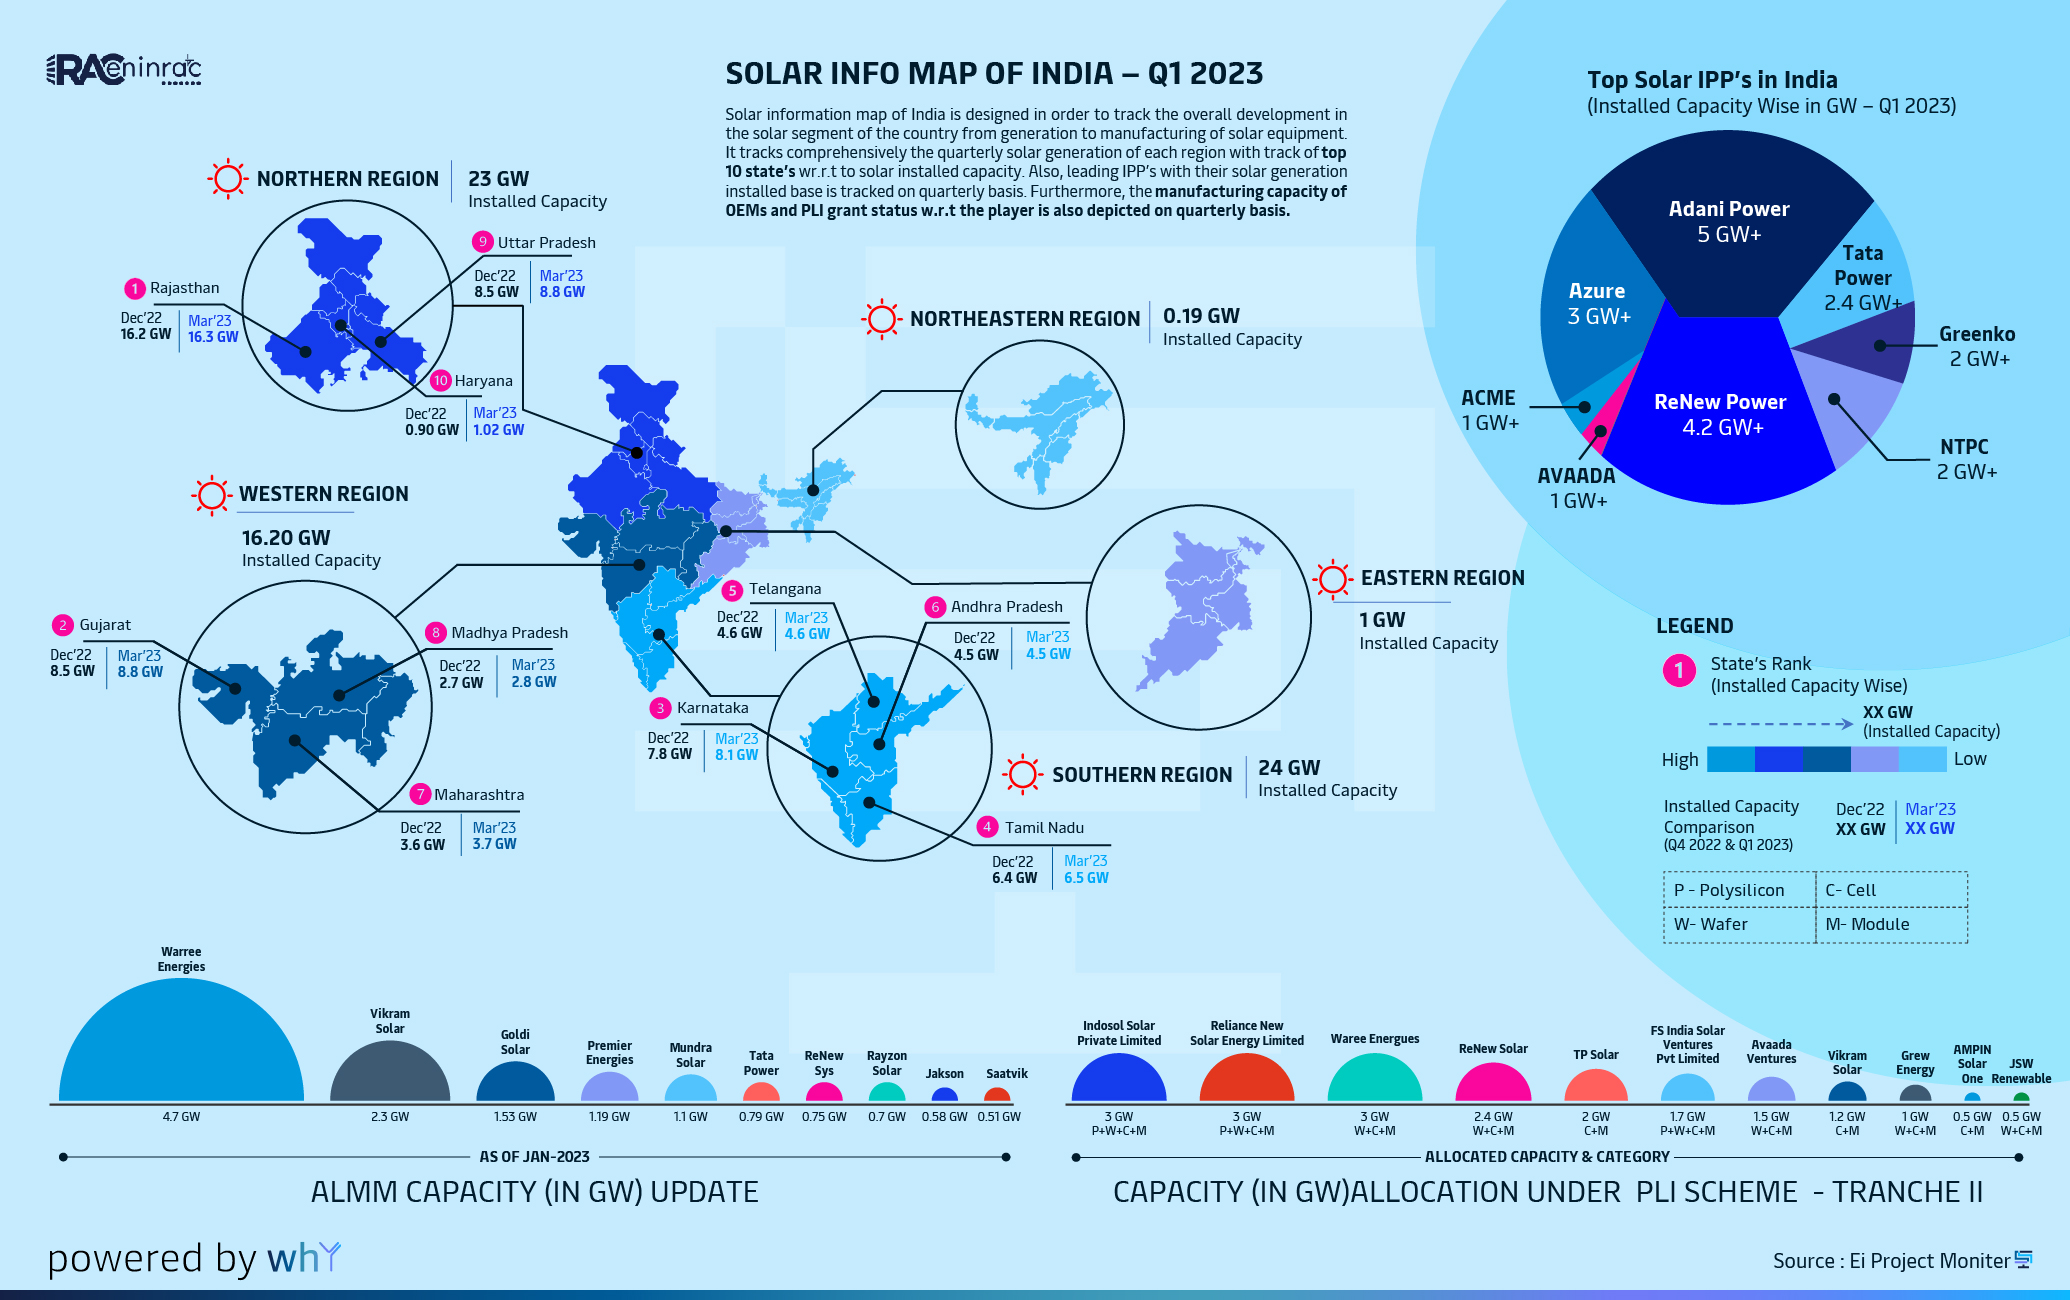 RACeninrac
SOLAR INFO MAP OF INDIA – Q1 2023
Solar information map of India is designed in order to track the overall development in
the solar segment of the country from generation to manufacturing of solar equipment.
It tracks comprehensively the quarterly solar generation of each region with track of top
10 state's wr.r.t to solar installed capacity. Also, leading IPP's with their solar generation
installed base is tracked on quarterly basis. Furthermore, the manufacturing capacity of
OEMs and PLI grant status w.r.t the player is also depicted on quarterly basis.
Top Solar IPP's in India
(Installed Capacity Wise in GW – Q1 2023)
Adani Power
5 GW+
Tata
Power
2.4 GW+
Greenko
2 GW+
NTPC
2 GW+
ReNew Power
4.2 GW+
AVAADA
1 GW+
ACME
1 GW+
Azure
3 GW+
NORTHERN REGION
23 GW
Installed Capacity
9 Uttar Pradesh
Dec'22 Mar'23
8.5 GW 8.8 GW
1 Rajasthan
Dec'22 Mar'23
16.2 GW 16.3 GW
10 Haryana
Dec'22 Mar'23
0.90 GW 1.02 GW
NORTHEASTERN REGION
0.19 GW
Installed Capacity
WESTERN REGION
16.20 GW
Installed Capacity
2 Gujarat
Dec'22 Mar'23
8.5 GW 8.8 GW
8 Madhya Pradesh
Dec'22 Mar'23
2.7 GW 2.8 GW
7 Maharashtra
Dec'22 Mar'23
3.6 GW 3.7 GW
EASTERN REGION
1 GW
Installed Capacity
5 Telangana
Dec'22 Mar'23
4.6 GW 4.6 GW
6 Andhra Pradesh
Dec'22 Mar'23
4.5 GW 4.5 GW
3 Karnataka
Dec'22 Mar'23
7.8 GW 8.1 GW
SOUTHERN REGION
24 GW
Installed Capacity
4 Tamil Nadu
Dec'22 Mar'23
6.4 GW 6.5 GW
LEGEND
1 State's Rank
(Installed Capacity Wise)
XX GW
(Installed Capacity)
High Low
Installed Capacity
Comparison
(Q4 2022 & Q1 2023)
Dec'22 Mar'23
XX GW XX GW
P - Polysilicon C- Cell
W- Wafer M- Module
Warree
Energies
4.7 GW
Vikram
Solar
2.3 GW
Goldi
Solar
1.53 GW
Premier
Energies
1.19 GW
Mundra
Solar
1.1 GW
Tata
Power
0.79 GW
ReNew
Sys
0.75 GW
Rayzon
Solar
0.7 GW
Jakson
0.58 GW
Saatvik
0.51 GW
AS OF JAN-2023
ALMM CAPACITY (IN GW) UPDATE
Indosol Solar
Private Limited
3 GW
P+W+C+M
Reliance New
Solar Energy Limited
3 GW
P+W+C+M
Waree Energues
3 GW
W+C+M
ReNew Solar
2.4 GW
W+C+M
TP Solar
2 GW
C+M
FS India Solar
Ventures
Pvt Limited
1.7 GW
P+W+C+M
Avaada
Ventures
1.5 GW
W+C+M
Vikram
Solar
1.2 GW
C+M
Grew
Energy
1 GW
W+C+M
AMPIN
Solar
One
0.5 GW
C+M
JSW
Renewable
0.5 GW
W+C+M
ALLOCATED CAPACITY & CATEGORY
CAPACITY (IN GW)ALLOCATION UNDER PLI SCHEME - TRANCHE II
powered by whY
Source : Ei Project Moniter